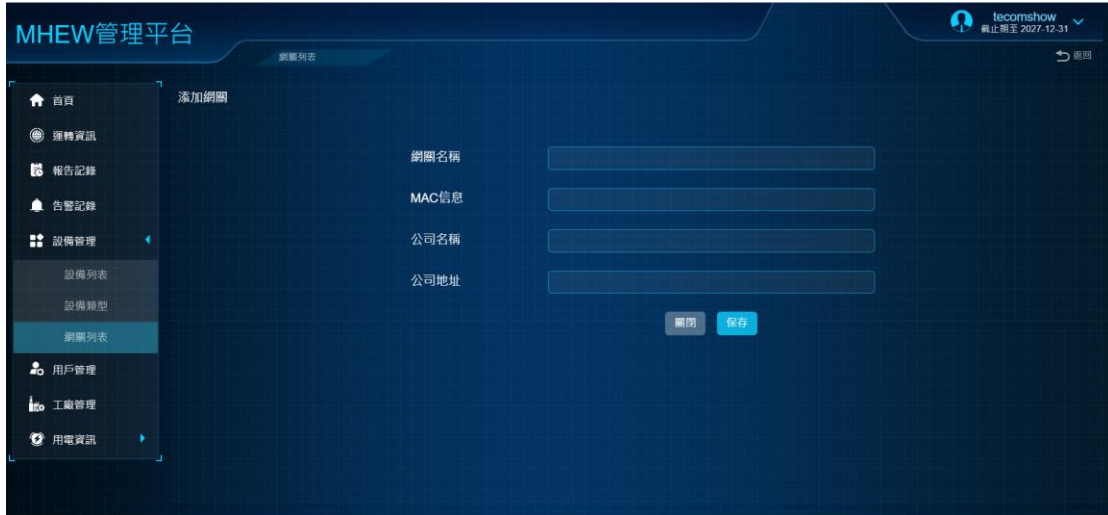 MHEW管理平台
tecomshow
截止期至 2027-12-31
網關列表
返回
首頁
添加網關
運轉資訊
報告記錄
網關名稱
告警記錄
MAC信息
設備管理
公司名稱
設備列表
公司地址
設備類型
關閉
保存
網關列表
用戶管理
工廠管理
用電資訊